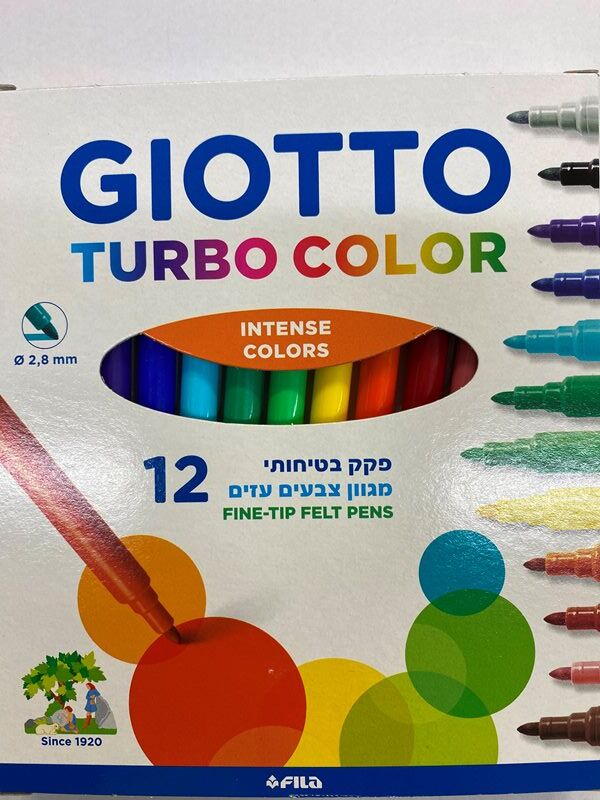 GIOTTO
TURBO COLOR
INTENSE
COLORS
Ø 2,8 mm
12
פקק בטיחותי
מגוון צבעים עזים
FINE-TIP FELT PENS
Since 1920
FILA